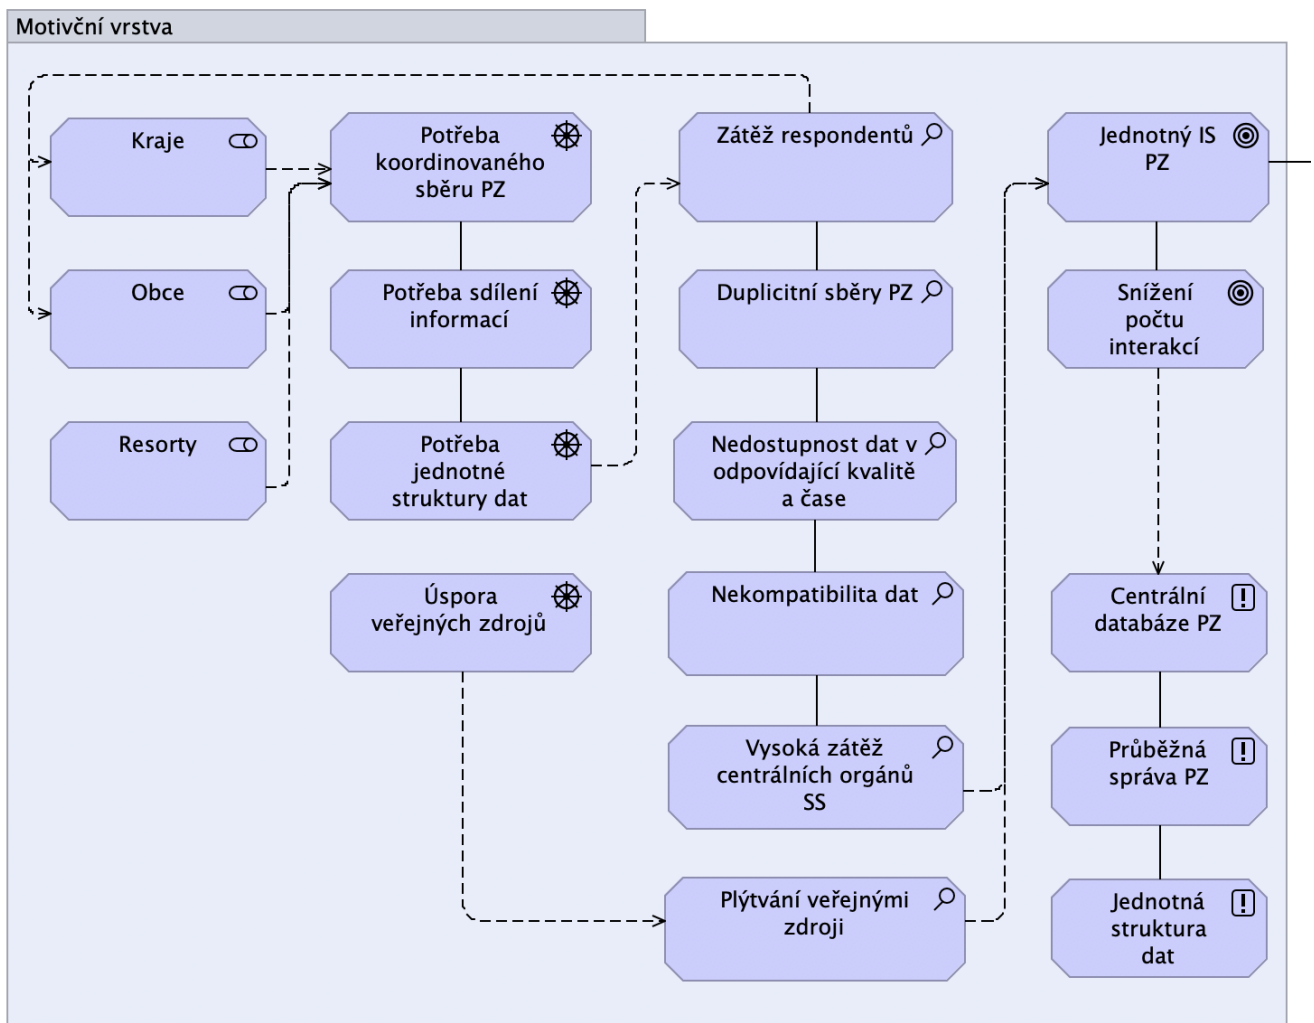 Motivční vrstva
Kraje
Obce
Resorty
Potřeba
koordinovaného
sběru PZ
Potřeba sdílení
informací
Potřeba
jednotné
struktury dat
Úspora
veřejných zdrojů
Zátěž respondentů
Duplicitní sběry PZ
Nedostupnost dat v
odpovídající kvalitě
a čase
Nekompatibilita dat
Vysoká zátěž
centrálních orgánů
SS
Plýtvání veřejnými
zdroji
Jednotný IS
PZ
Snížení
počtu
interakcí
Centrální
databáze PZ
Průběžná
správa PZ
Jednotná
struktura
dat